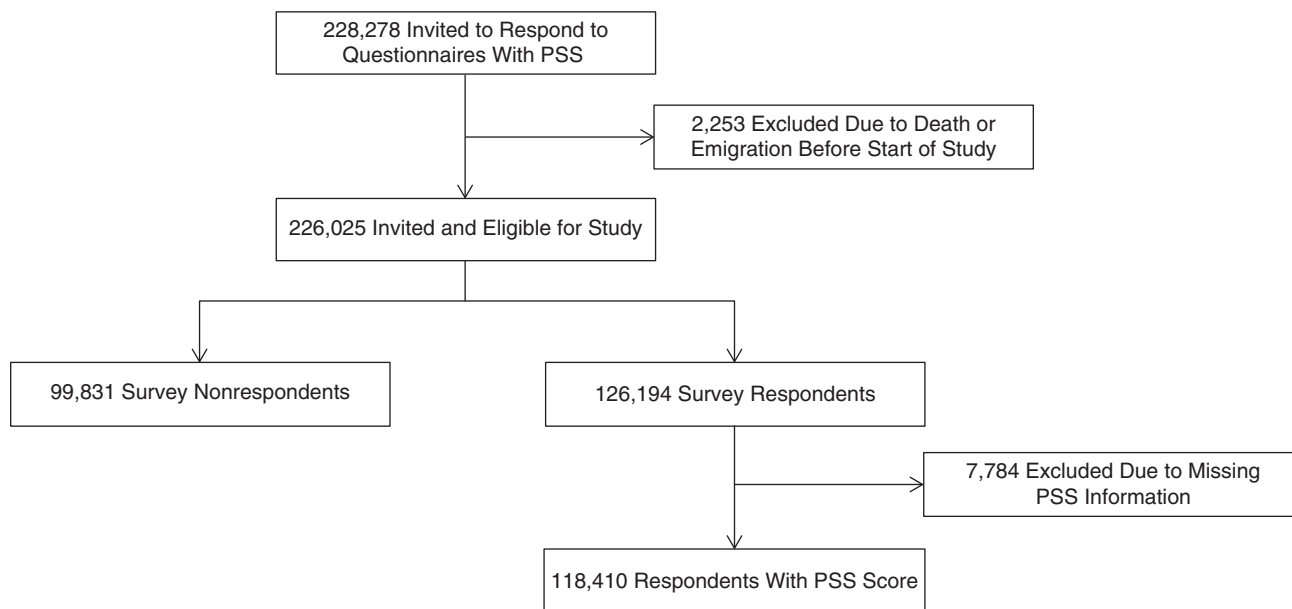 228,278 Invited to Respond to
Questionnaires With PSS
2,253 Excluded Due to Death or
Emigration Before Start of Study
226,025 Invited and Eligible for Study
99,831 Survey Nonrespondents
126,194 Survey Respondents
7,784 Excluded Due to Missing
PSS Information
118,410 Respondents With PSS Score